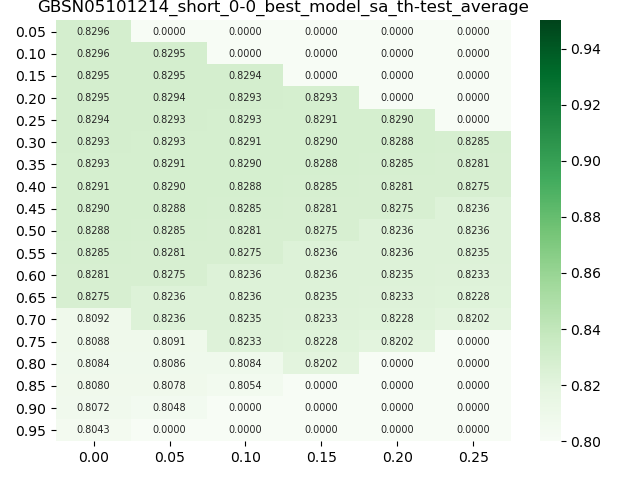 GBSN05101214_short_0-0_best_model_sa_th-test_average
0.05 0.8296 0.0000 0.0000 0.0000 0.0000 0.0000
0.10 0.8295 0.8295 0.0000 0.0000 0.0000 0.0000
0.15 0.8295 0.8295 0.8294 0.0000 0.0000 0.0000
0.20 0.8295 0.8294 0.8293 0.8293 0.0000 0.0000
0.25 0.8294 0.8293 0.8293 0.8291 0.8290 0.0000
0.30 0.8293 0.8293 0.8291 0.8290 0.8288 0.8285
0.35 0.8293 0.8291 0.8290 0.8288 0.8285 0.8281
0.40 0.8291 0.8290 0.8288 0.8285 0.8281 0.8275
0.45 0.8290 0.8288 0.8285 0.8281 0.8275 0.8236
0.50 0.8288 0.8285 0.8281 0.8275 0.8236 0.8236
0.55 0.8285 0.8281 0.8275 0.8236 0.8236 0.8235
0.60 0.8281 0.8275 0.8236 0.8236 0.8235 0.8233
0.65 0.8275 0.8236 0.8236 0.8235 0.8233 0.8228
0.70 0.8092 0.8236 0.8235 0.8233 0.8228 0.8202
0.75 0.8088 0.8091 0.8233 0.8228 0.8202 0.0000
0.80 0.8084 0.8086 0.8084 0.8202 0.0000 0.0000
0.85 0.8080 0.8078 0.8054 0.0000 0.0000 0.0000
0.90 0.8072 0.8048 0.0000 0.0000 0.0000 0.0000
0.95 0.8043 0.0000 0.0000 0.0000 0.0000 0.0000
0.00 0.05 0.10 0.15 0.20 0.25
0.94
0.92
0.90
0.88
0.86
0.84
0.82
0.80